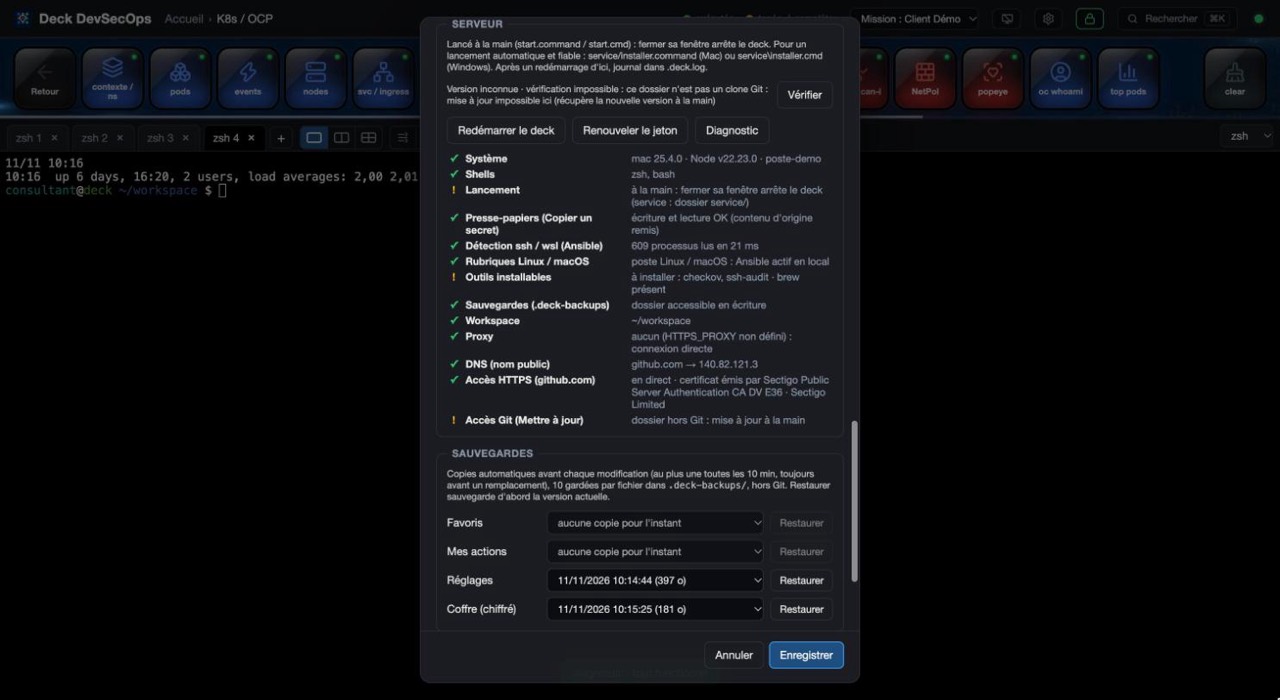 Deck DevSecOps Accueil › K8s / OCP Mission : Client Démo Rechercher ⌘K
Retour
contexte / ns
pods
events
nodes
svc / ingress
can-i
NetPol
popeye
oc whoami
top pods
clear
zsh 1 ×
zsh 2 ×
zsh 3 ×
zsh 4 ×
+
zsh
11/11 10:16
10:16 up 6 days, 16:20, 2 users, load averages: 2,00 2,01
consultant@deck ~/workspace $
SERVEUR
Lancé à la main (start.command / start.cmd) : fermer sa fenêtre arrête le deck. Pour un
lancement automatique et fiable : service/installer.command (Mac) ou service\installer.cmd
(Windows). Après un redémarrage d'ici, journal dans .deck.log.
Version inconnue · vérification impossible : ce dossier n'est pas un clone Git :
mise à jour impossible ici (récupère la nouvelle version à la main)
Vérifier
Redémarrer le deck
Renouveler le jeton
Diagnostic
✓ Système mac 25.4.0 · Node v22.23.0 · poste-demo
✓ Shells zsh, bash
! Lancement à la main : fermer sa fenêtre arrête le deck
(service : dossier service/)
✓ Presse-papiers (Copier un écriture et lecture OK (contenu d'origine
secret) remis)
✓ Détection ssh / wsl (Ansible) 609 processus lus en 21 ms
✓ Rubriques Linux / macOS poste Linux / macOS : Ansible actif en local
! Outils installables à installer : checkov, ssh-audit · brew
présent
✓ Sauvegardes (.deck-backups) dossier accessible en écriture
✓ Workspace ~/workspace
✓ Proxy aucun (HTTPS_PROXY non défini) :
connexion directe
✓ DNS (nom public) github.com → 140.82.121.3
✓ Accès HTTPS (github.com) en direct · certificat émis par Sectigo Public
Server Authentication CA DV E36 · Sectigo
Limited
! Accès Git (Mettre à jour) dossier hors Git : mise à jour à la main
SAUVEGARDES
Copies automatiques avant chaque modification (au plus une toutes les 10 min, toujours
avant un remplacement), 10 gardées par fichier dans .deck-backups/, hors Git. Restaurer
sauvegarde d'abord la version actuelle.
Favoris aucune copie pour l'instant Restaurer
Mes actions aucune copie pour l'instant Restaurer
Réglages 11/11/2026 10:14:44 (397 o) Restaurer
Coffre (chiffré) 11/11/2026 10:15:25 (181 o) Restaurer
Annuler
Enregistrer